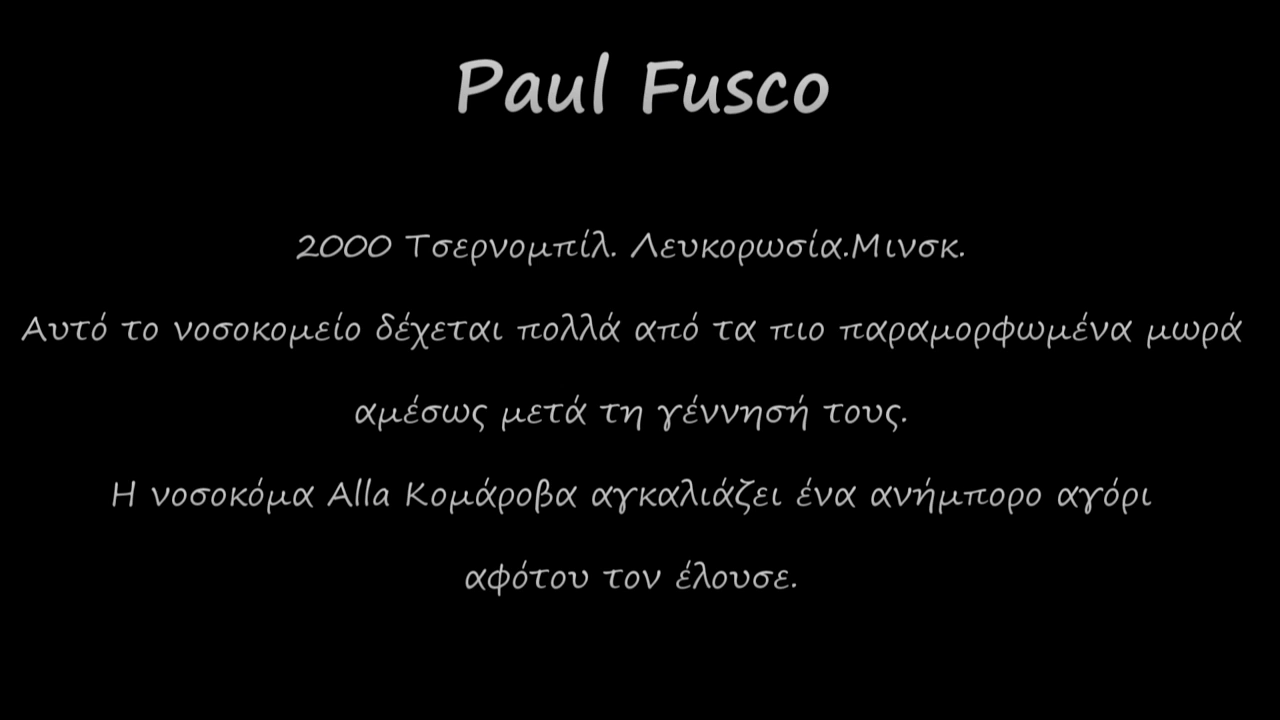 Paul Fusco
2000 Τσερνομπίλ. Λευκορωσία.Μινσκ.
Αυτό το νοσοκομείο δέχεται πολλά από τα πιο παραμορφωμένα μωρά
αμέσως μετά τη γέννησή τους.
Η νοσοκόμα Alla Κομάροβα αγκαλιάζει ένα ανήμπορο αγόρι
αφότου τον έλουσε.